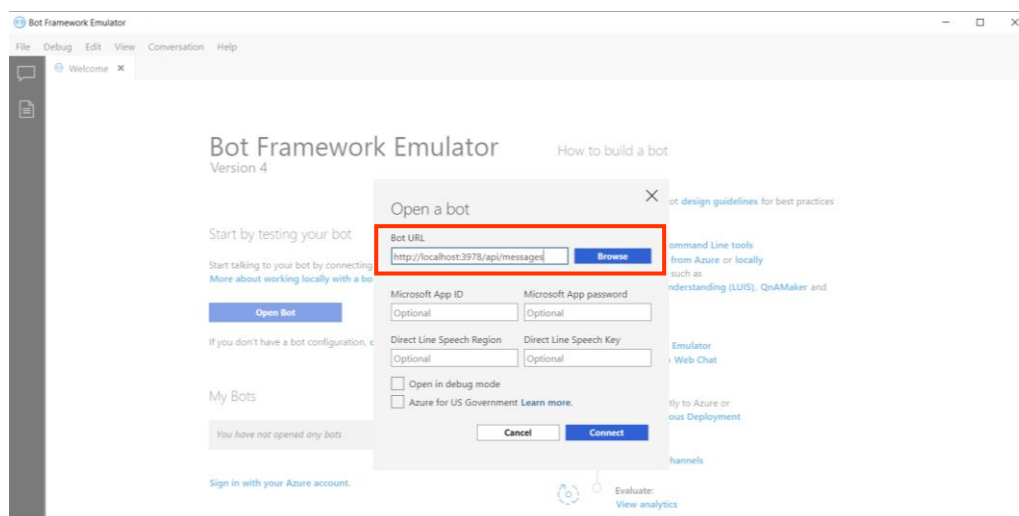 Bot Framework Emulator
File Debug Edit View Conversation Help
Welcome
Bot Framework Emulator
Version 4
How to build a bot
Open a bot
ot design guidelines for best practices
Start by testing your bot
Bot URL
http://localhost:3978/api/messages
Browse
ommand Line tools
Start talking to your bot by connecting
from Azure or locally
More about working locally with a bo
such as
nderstanding (LUIS), QnAMaker and
Microsoft App ID
Microsoft App password
Open Bot
Optional
Optional
If you don't have a bot configuration, c
Direct Line Speech Region
Direct Line Speech Key
Emulator
Optional
Optional
Web Chat
Open in debug mode
My Bots
Azure for US Government Learn more.
tly to Azure or
ous Deployment
You have not opened any bots
Cancel
Connect
hannels
Sign in with your Azure account.
Evaluate:
View analytics